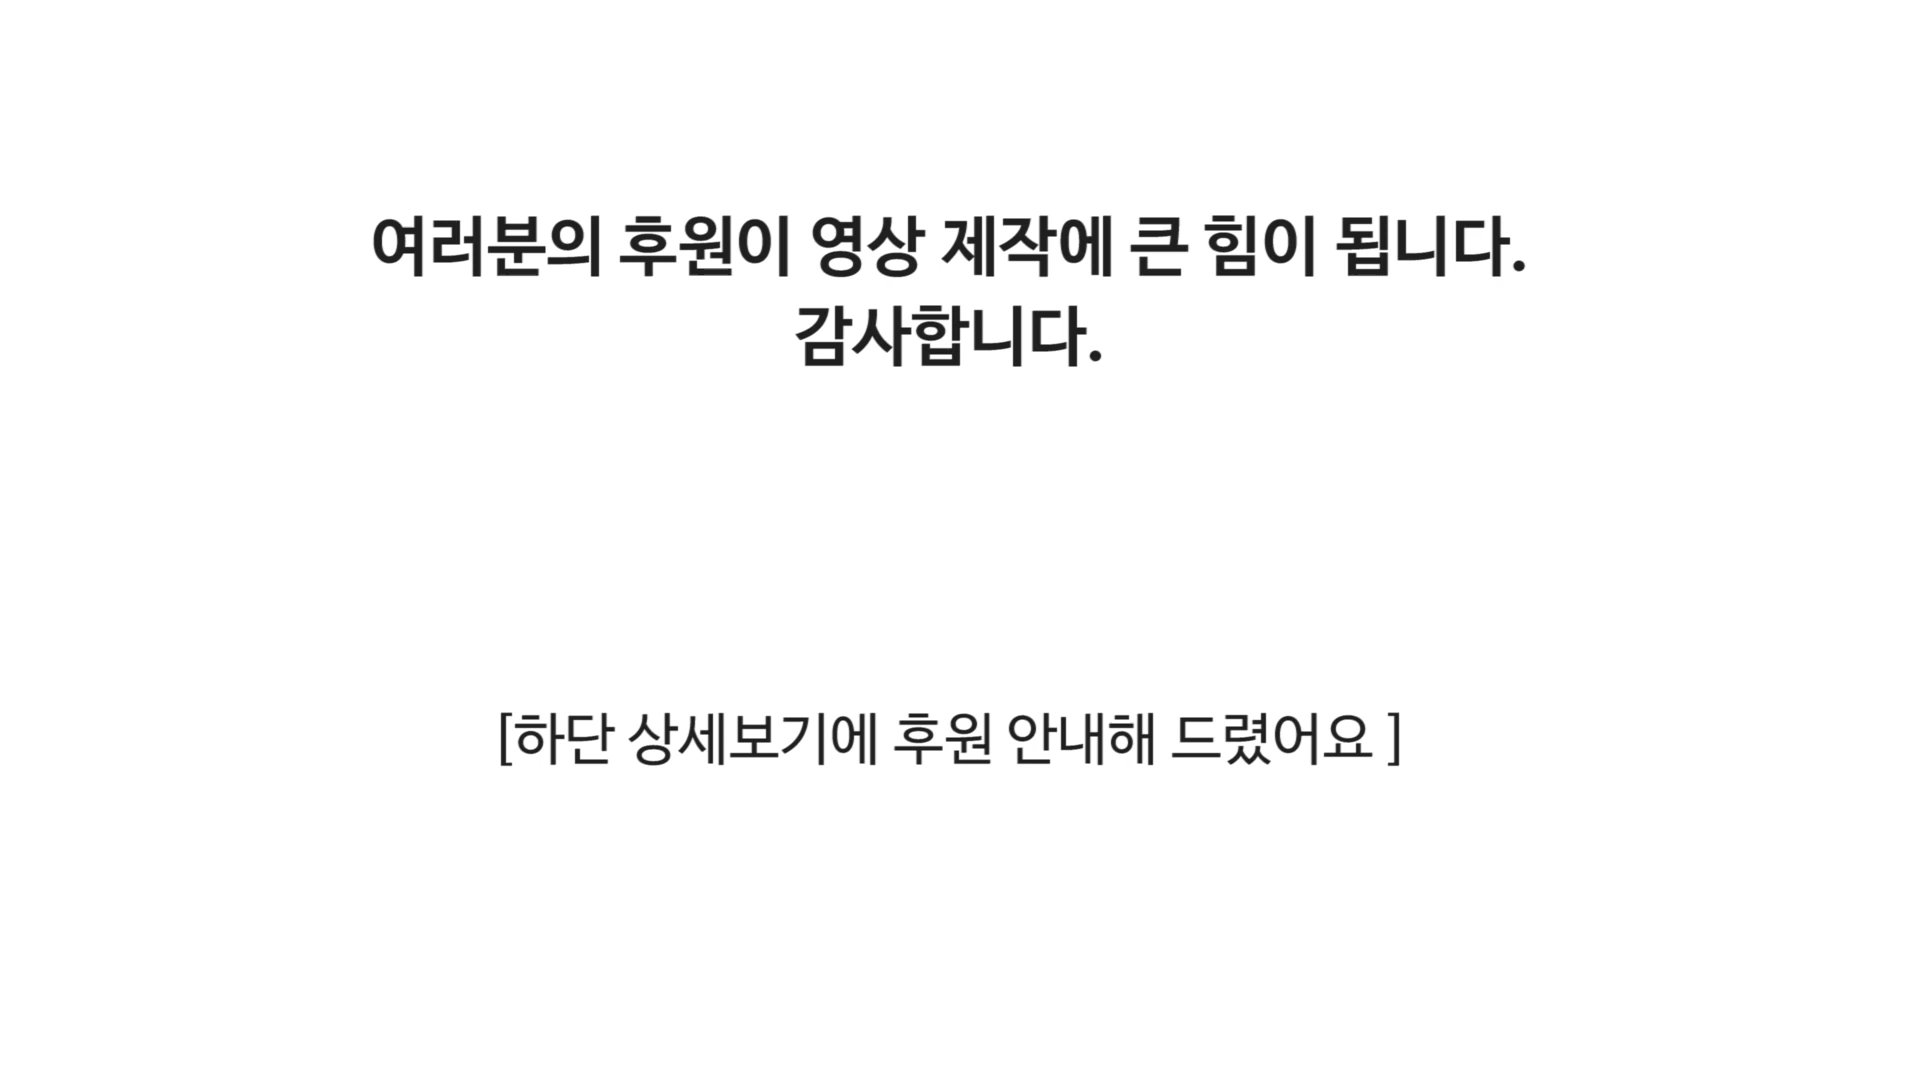 여러분의 후원이 영상 제작에 큰 힘이 됩니다.
감사합니다.
[하단 상세보기에 후원 안내해 드렸어요 ]